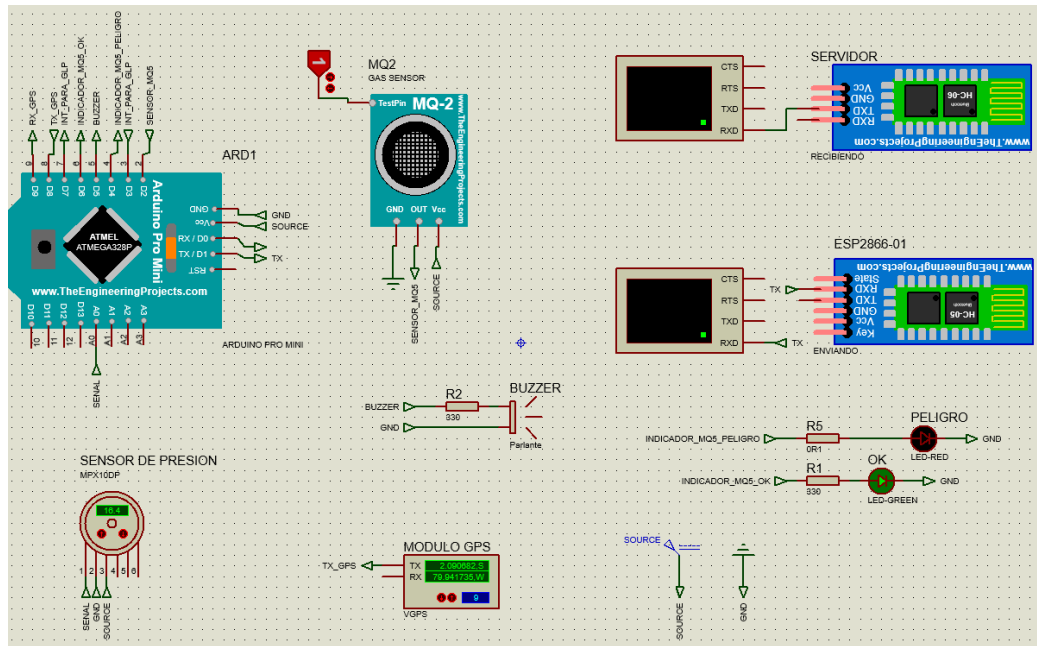 RX_GPS
TX_GPS
INT_PARA_GLP
INDICADOR_MQ5_OK
BUZZER
INDICADOR_MQ5_PELIGRO
INT_PARA_GLP
SENSOR_MQ5
9
8
7
6
5
4
3
2
D9
D8
D7
D6
D5
D4
D3
D2
ARD1
Arduino Pro Mini
ATMEL
ATMEGA328P
GND
Vcc
RX / D0
TX / D1
RST
GND
SOURCE
TX
www.TheEngineeringProjects.com
D10
D11
D12
D13
A0
A1
A2
A3
10
11
12
13
A0
A1
A2
A3
ARDUINO PRO MINI
SENAL
1
MQ2
GAS SENSOR
TestPin
MQ-2
www.TheEngineeringProjects.com
GND OUT Vcc
SENSOR_MQ5
SOURCE
CTS
RTS
TXD
RXD
SERVIDOR
Vcc
GND
TXD
RXD
HC-06
Bluetooth
www.TheEngineeringProjects.com
RECIBIENDO
CTS
RTS
TXD
RXD
TX
TX
ESP2866-01
www.TheEngineeringProjects.com
State
RXD
TXD
GND
Vcc
Key
HC-05
Bluetooth
ENVIANDO
BUZZER
R2
BUZZER
330
GND
Parlante
PELIGRO
R5
INDICADOR_MQ5_PELIGRO
GND
0R1
LED-RED
OK
R1
INDICADOR_MQ5_OK
GND
330
LED-GREEN
SENSOR DE PRESION
MPX10DP
16.4
1
2
3
4
5
6
SENAL
GND
SOURCE
MODULO GPS
TX_GPS
TX
2.090682,S
RX
79.941735,W
9
VGPS
SOURCE
SOURCE
GND